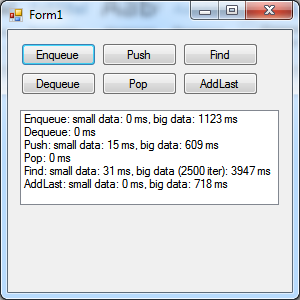 Form1
Enqueue Push Find
Dequeue Pop AddLast
Enqueue: small data: 0 ms, big data: 1123 ms
Dequeue: 0 ms
Push: small data: 15 ms, big data: 609 ms
Pop: 0 ms
Find: small data: 31 ms, big data (2500 iter): 3947 ms
AddLast: small data: 0 ms, big data: 718 ms